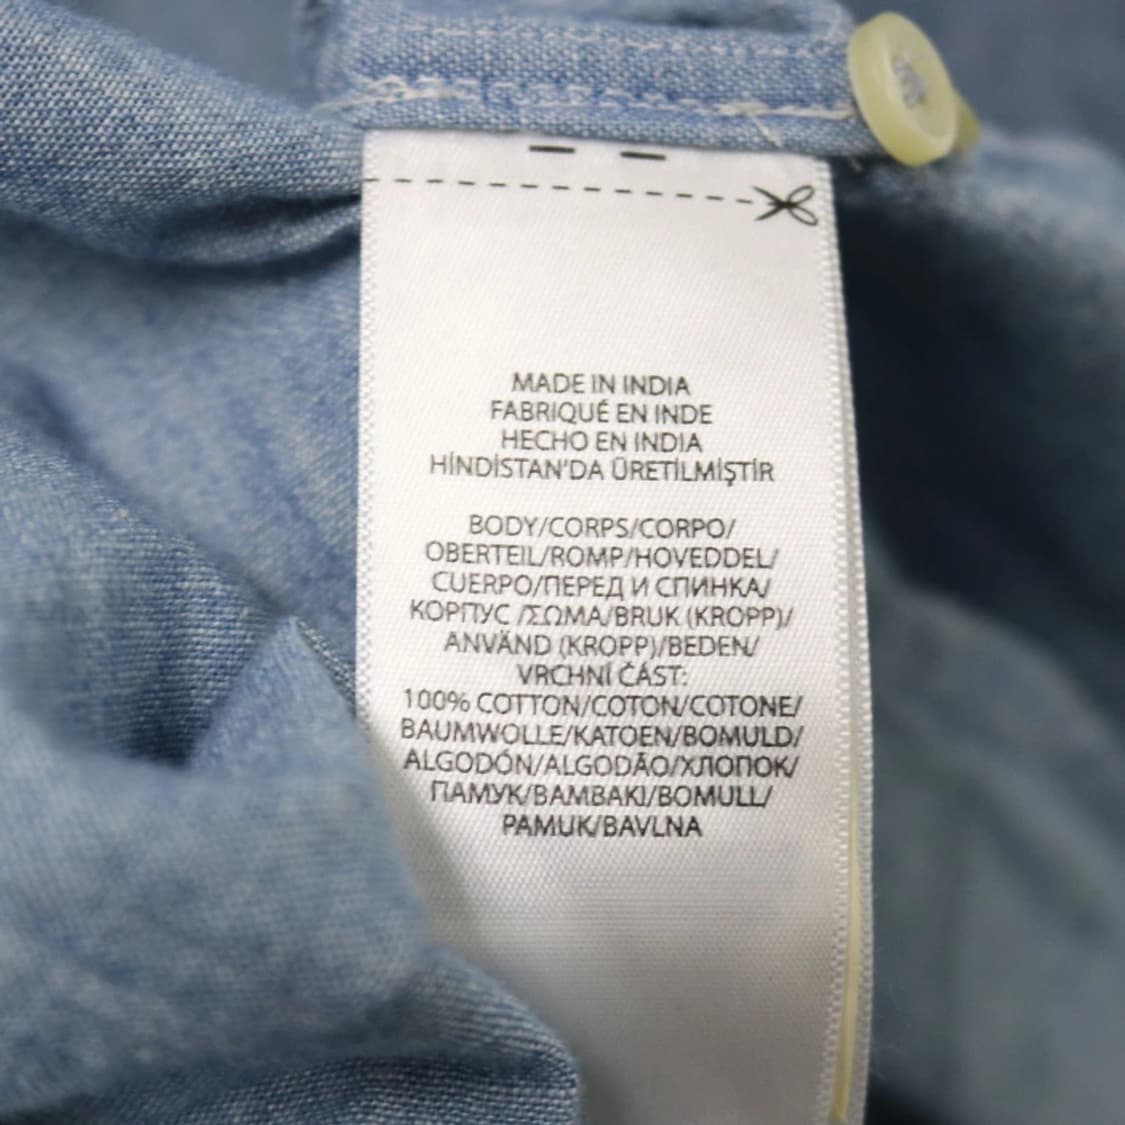 MADE IN INDIA
FABRIQUÉ EN INDE
HECHO EN INDIA
HİNDİSTAN'DA ÜRETİLMİŞTİR
BODY/CORPS/CORPO/
OBERTEIL/ROMP/HOVEDDEL/
CUERPO/ПЕРЕД И СПИНКА/
КОРПУС /ΣΩΜΑ/BRUK (KROPP)/
ANVÄND (KROPP)/BEDEN/
VRCHNÍ ČÁST:
100% COTTON/COTON/COTONE/
BAUMWOLLE/KATOEN/BOMULD/
ALGODÓN/ALGODÃO/ХЛОПОК/
ПАМУК/ΒΑΜΒΑΚΙ/BOMULL/
PAMUK/BAVLNA